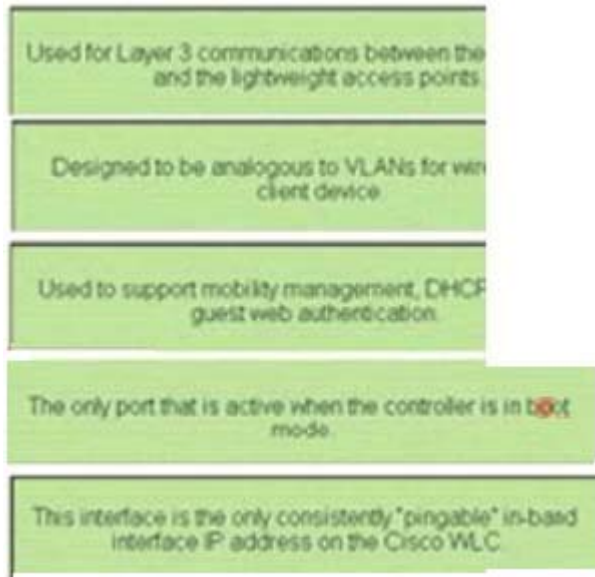 Used for Layer 3 communications between the
and the lightweight access points.
Designed to be analogous to VLANs for
client device.
Used to support mobility management,
guest web authentication.
The only port that is active when the controller is in boot
mode.
This interface is the only consistently "pingable" in-band
interface IP address on the Cisco WLC.